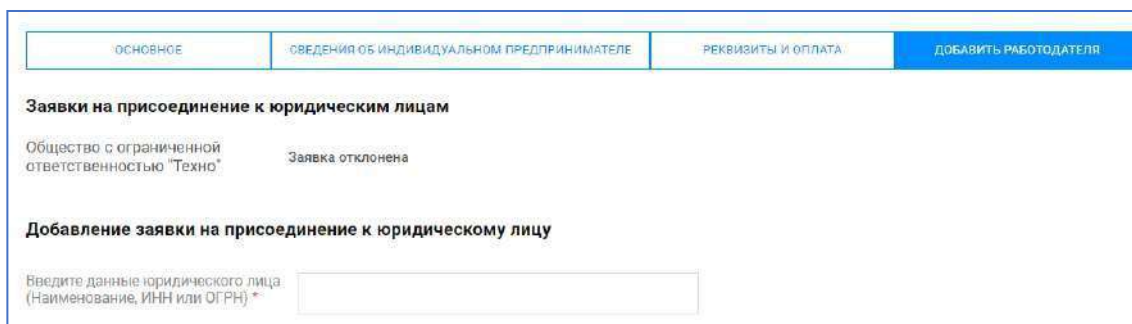 ОСНОВНОЕ
СВЕДЕНИЯ ОБ ИНДИВИДУАЛЬНОМ ПРЕДПРИНИМАТЕЛЕ
РЕКВИЗИТЫ И ОПЛАТА
ДОБАВИТЬ РАБОТОДАТЕЛЯ
Заявки на присоединение к юридическим лицам
Общество с ограниченной
ответственностью "Техно"
Заявка отклонена
Добавление заявки на присоединение к юридическому лицу
Введите данные юридического лица
(Наименование, ИНН или ОГРН) *